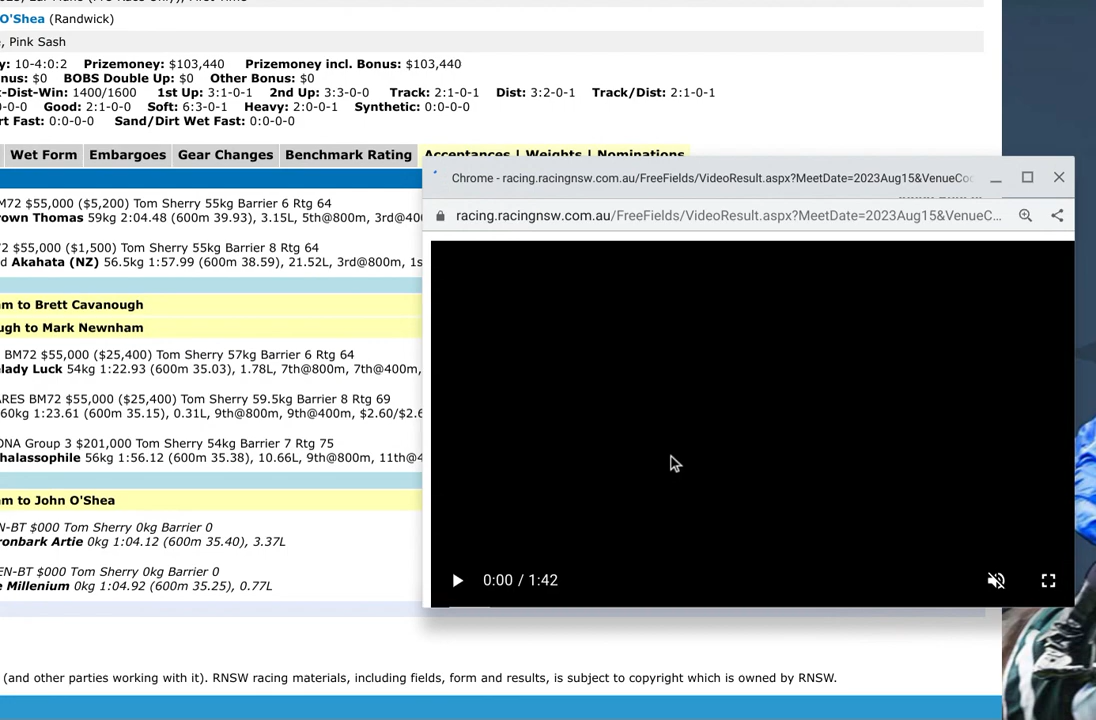 O'Shea (Randwick)
, Pink Sash
y: 10-4:0:2 Prizemoney: $103,440 Prizemoney incl. Bonus: $103,440
nus: $0 BOBS Double Up: $0 Other Bonus: $0
-Dist-Win: 1400/1600 1st Up: 3:1-0-1 2nd Up: 3:3-0-0 Track: 2:1-0-1 Dist: 3:2-0-1 Track/Dist: 2:1-0-1
-0-0 Good: 2:1-0-0 Soft: 6:3-0-1 Heavy: 2:0-0-1 Synthetic: 0:0-0-0
rt Fast: 0:0-0-0 Sand/Dirt Wet Fast: 0:0-0-0
Wet Form Embargoes Gear Changes Benchmark Rating Acceptances | Weights | Nominations
Chrome - racing.racingnsw.com.au/FreeFields/VideoResult.aspx?MeetDate=2023Aug15&VenueCo
racing.racingnsw.com.au/FreeFields/VideoResult.aspx?MeetDate=2023Aug15&VenueC...
M72 $55,000 ($5,200) Tom Sherry 55kg Barrier 6 Rtg 64
rown Thomas 59kg 2:04.48 (600m 39.93), 3.15L, 5th@800m, 3rd@40
72 $55,000 ($1,500) Tom Sherry 55kg Barrier 8 Rtg 64
d Akahata (NZ) 56.5kg 1:57.99 (600m 38.59), 21.52L, 3rd@800m, 1s
am to Brett Cavanough
ugh to Mark Newnham
BM72 $55,000 ($25,400) Tom Sherry 57kg Barrier 6 Rtg 64
lady Luck 54kg 1:22.93 (600m 35.03), 1.78L, 7th@800m, 7th@400m,
ARES BM72 $55,000 ($25,400) Tom Sherry 59.5kg Barrier 8 Rtg 69
60kg 1:23.61 (600m 35.15), 0.31L, 9th@800m, 9th@400m, $2.60/$2.6
ONA Group 3 $201,000 Tom Sherry 54kg Barrier 7 Rtg 75
halassophile 56kg 1:56.12 (600m 35.38), 10.66L, 9th@800m, 11th@4
am to John O'Shea
N-BT $000 Tom Sherry 0kg Barrier 0
ronbark Artie 0kg 1:04.12 (600m 35.40), 3.37L
EN-BT $000 Tom Sherry 0kg Barrier 0
e Millenium 0kg 1:04.92 (600m 35.25), 0.77L
0:00 / 1:42
(and other parties working with it). RNSW racing materials, including fields, form and results, is subject to copyright which is owned by RNSW.